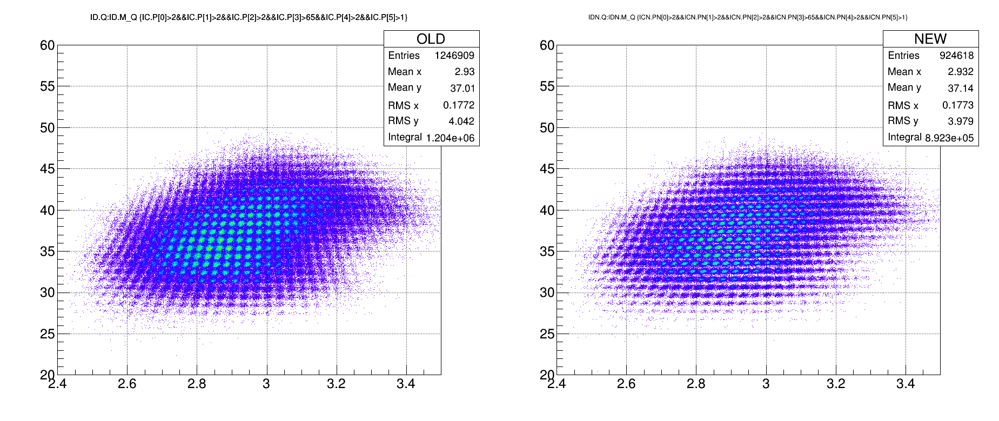 ID.Q:ID.M_Q {IC.P[0]>2&&IC.P[1]>2&&IC.P[2]>2&&IC.P[3]>65&&IC.P[4]>2&&IC.P[5]>1}
OLD
Entries 1246909
Mean x 2.93
Mean y 37.01
RMS x 0.1772
RMS y 4.042
Integral 1.204e+06
60
55
50
45
40
35
30
25
20
2.4 2.6 2.8 3 3.2 3.4
IDN.Q:IDN.M_Q {ICN.PN[0]>2&&ICN.PN[1]>2&&ICN.PN[2]>2&&ICN.PN[3]>65&&ICN.PN[4]>2&&ICN.PN[5]>1}
NEW
Entries 924618
Mean x 2.932
Mean y 37.14
RMS x 0.1773
RMS y 3.979
Integral 8.923e+05
60
55
50
45
40
35
30
25
20
2.4 2.6 2.8 3 3.2 3.4